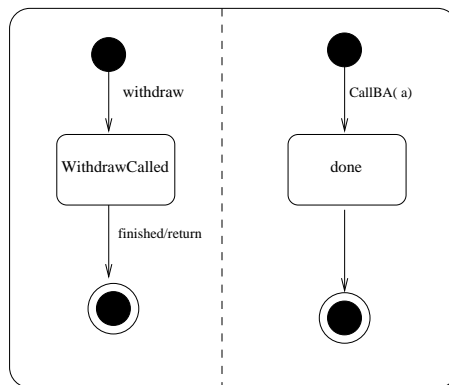 withdraw
WithdrawCalled
finished/return
CallBA( a)
done